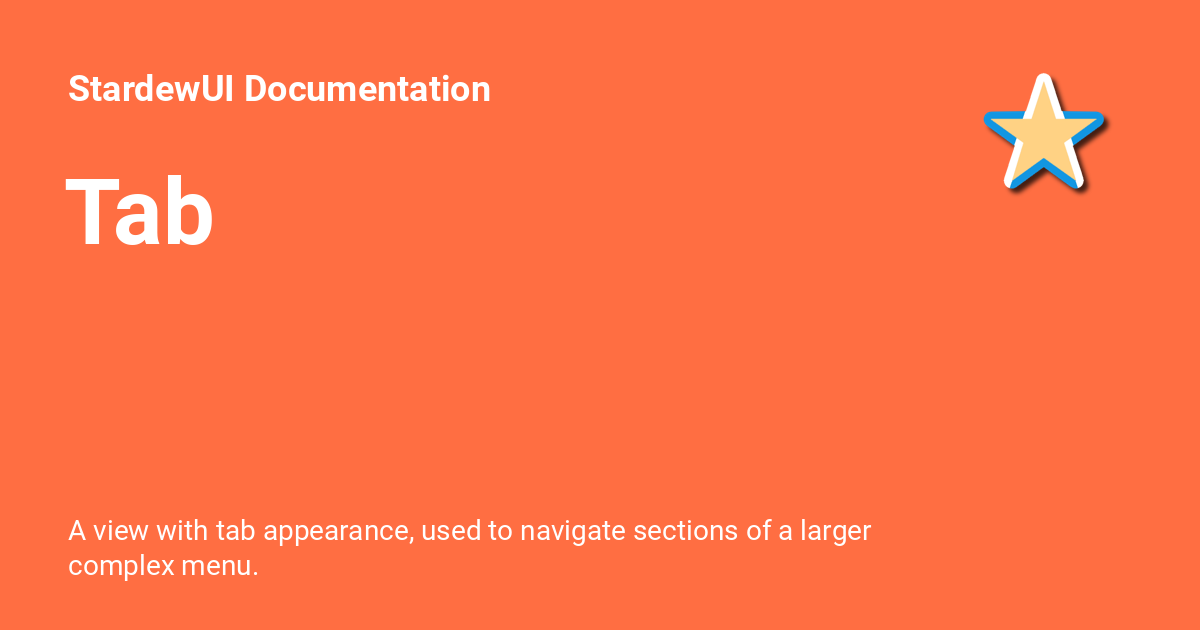 StardewUI Documentation
Tab
A view with tab appearance, used to navigate sections of a larger
complex menu.